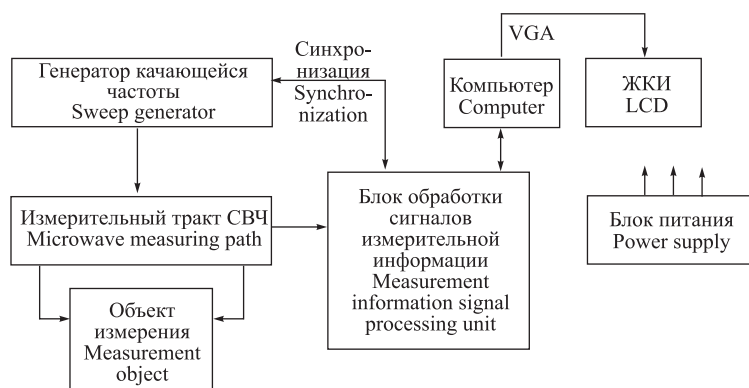 Генератор качающейся
частоты
Sweep generator
Синхро-
низация
Synchro-
nization
VGA
Компьютер
Computer
ЖКИ
LCD
Измерительный тракт СВЧ
Microwave measuring path
Блок обработки
сигналов
измерительной
информации
Measurement
information signal
processing unit
Блок питания
Power supply
Объект
измерения
Measurement
object